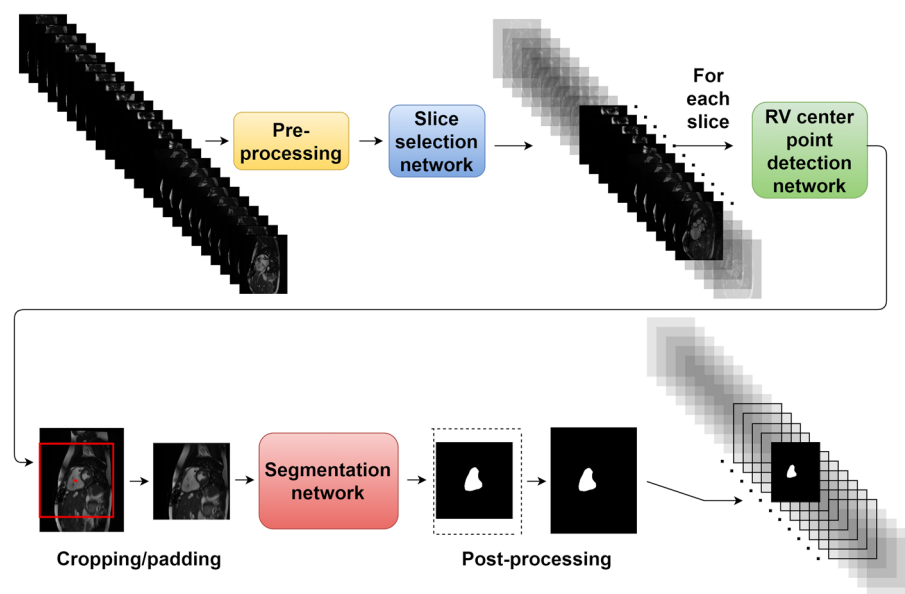 Pre-
processing
Slice
selection
network
For
each
slice
RV center
point
detection
network
Segmentation
network
Cropping/padding
Post-processing